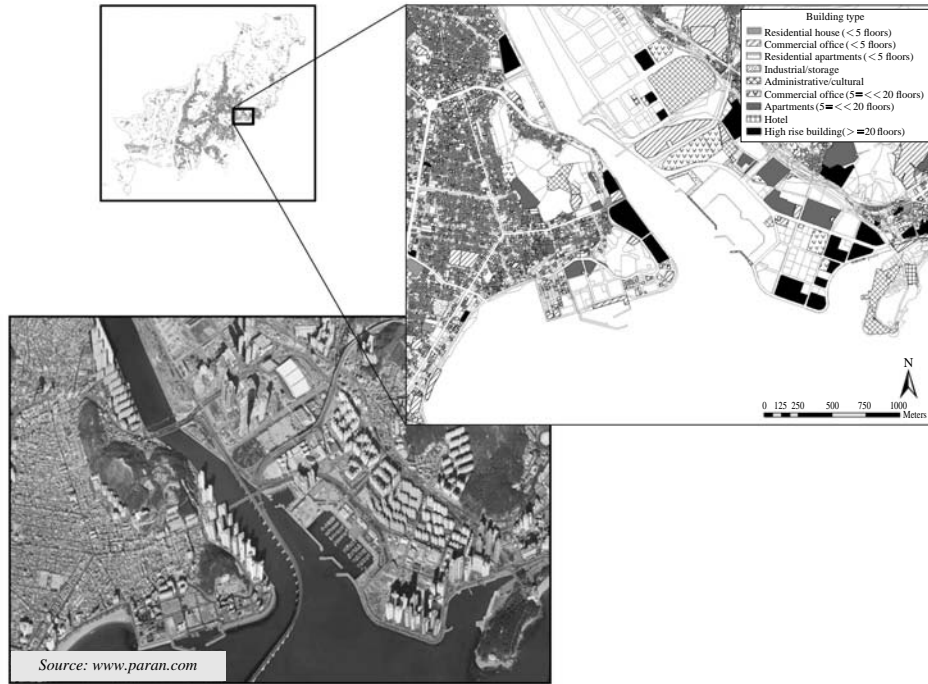 Building type
Residential house (<5 floors)
Commercial office (<5 floors)
Residential apartments (<5 floors)
Industrial/storage
Administrative/cultural
Commercial office (5=<<20 floors)
Apartments (5=<<20 floors)
Hotel
High rise building(>=20 floors)
N
0 125 250 500 750 1000
Meters
Source: www.paran.com